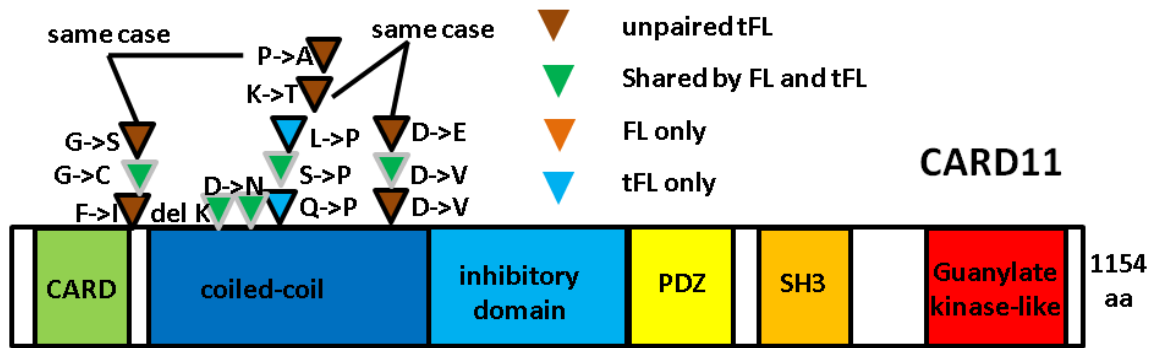 same case
same case
P->A
K->T
G->S
L->P
D->E
G->C
S->P
D->V
D->N
F->I
del K
Q->P
D->V
unpaired tFL
Shared by FL and tFL
FL only
tFL only
CARD11
CARD
coiled-coil
inhibitory
domain
PDZ
SH3
Guanylate
kinase-like
1154
aa